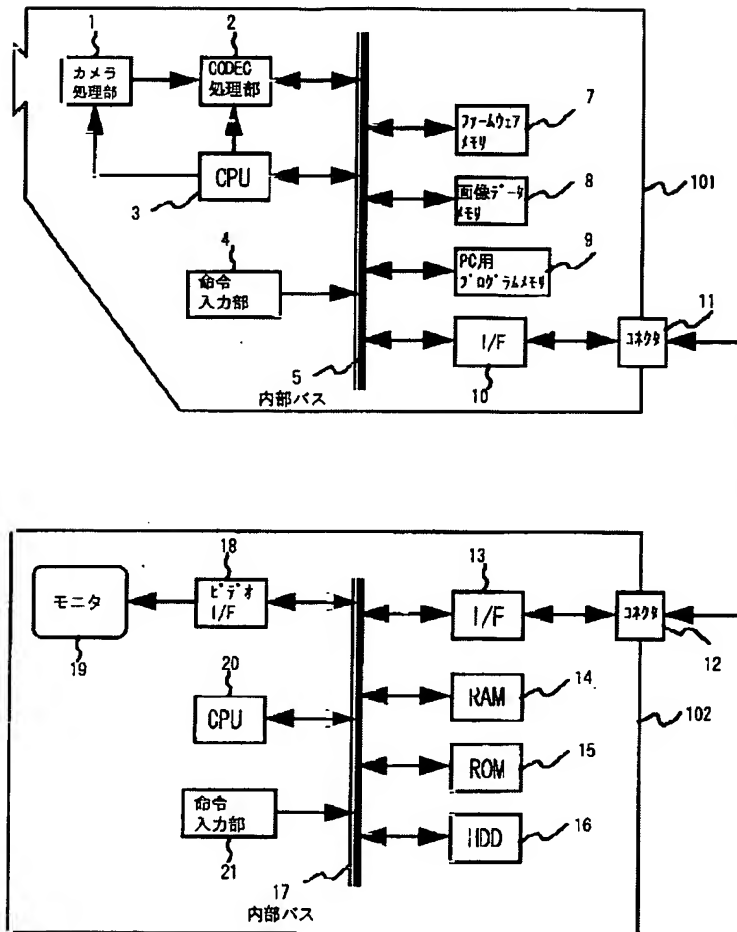 1
2
カメラ
処理部
CODEC
処理部
7
ファームウェア
メモリ
CPU
3
8
画像データ
メモリ
101
4
命令
入力部
9
PC用
プログラムメモリ
11
I/F
コネクタ
5
10
内部バス
18
13
モニタ
ビデオ
I/F
I/F
コネクタ
19
12
20
14
CPU
RAM
102
15
ROM
命令
入力部
16
HDD
21
17
内部バス